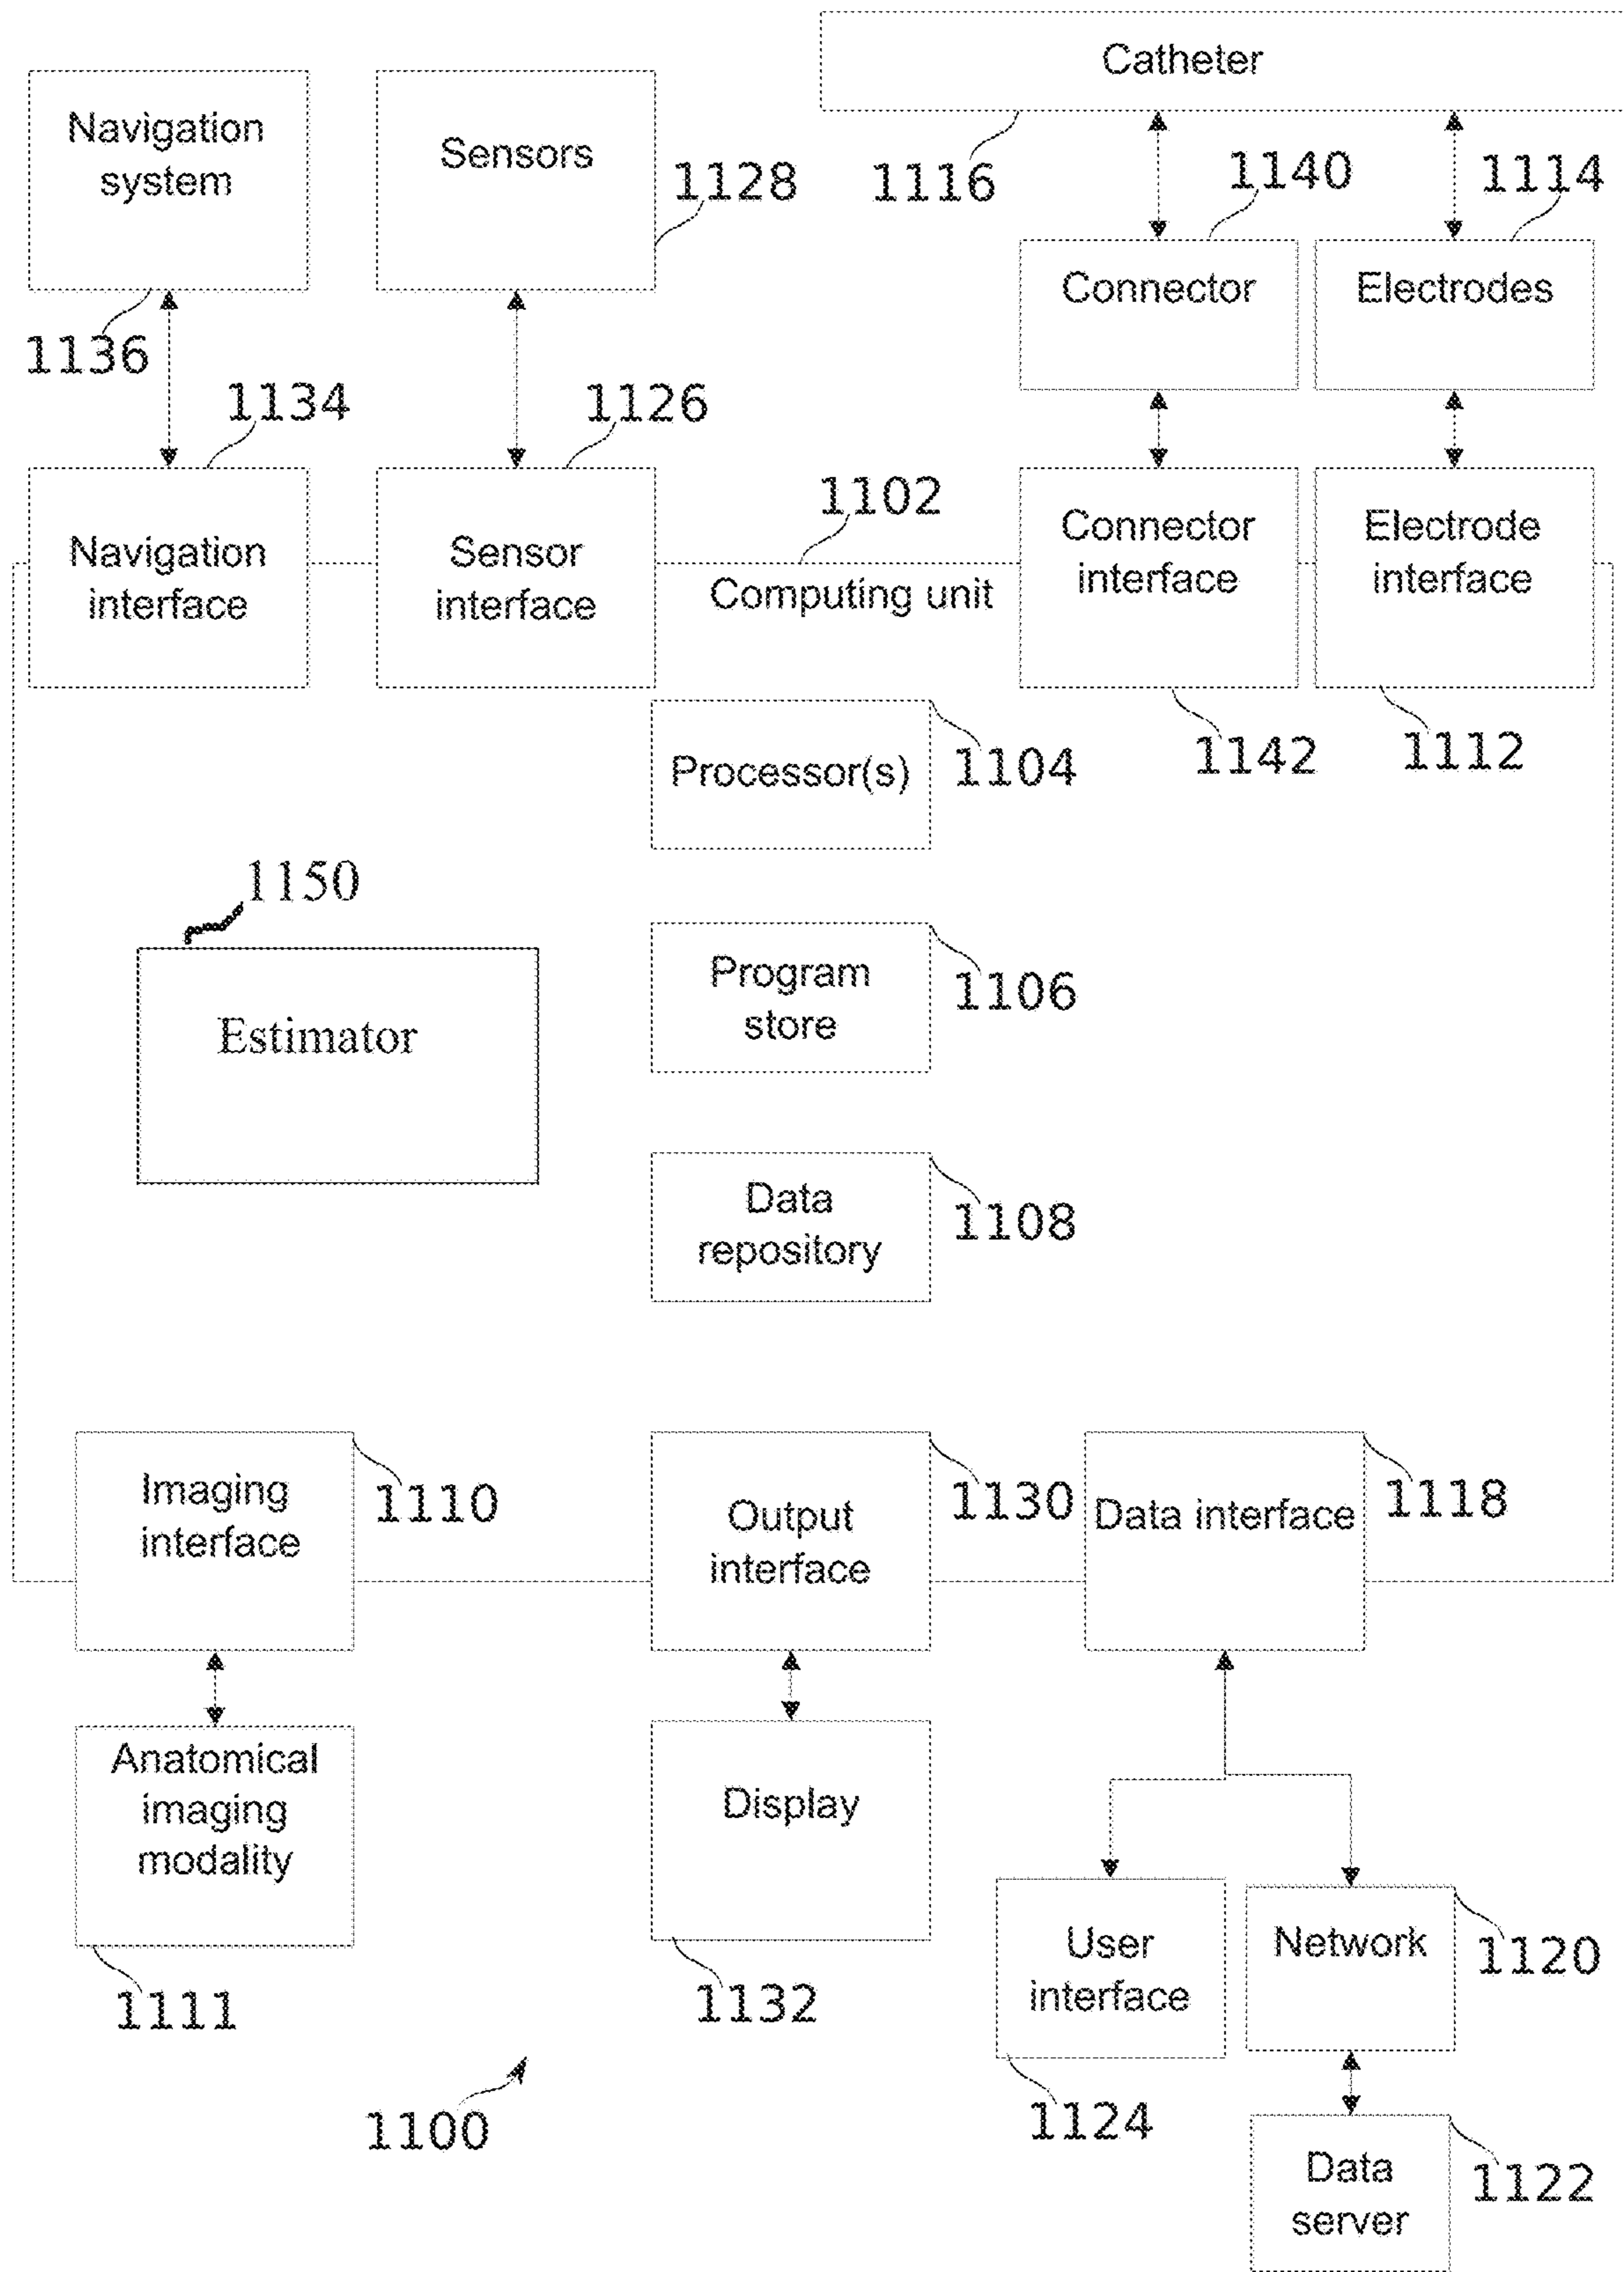 Catheter
Navigation
system
Sensors
1128
1116
1140
1114
Connector
Electrodes
1136
1134
1126
1102
Navigation
interface
Sensor
interface
Computing unit
Connector
interface
Electrode
interface
Processor(s)
1104
1142
1112
1150
Estimator
Program
store
1106
Data
repository
1108
Imaging
interface
1110
Output
interface
1130
Data interface
1118
Anatomical
imaging
modality
Display
1111
1132
User
interface
Network
1120
1100
1124
Data
server
1122